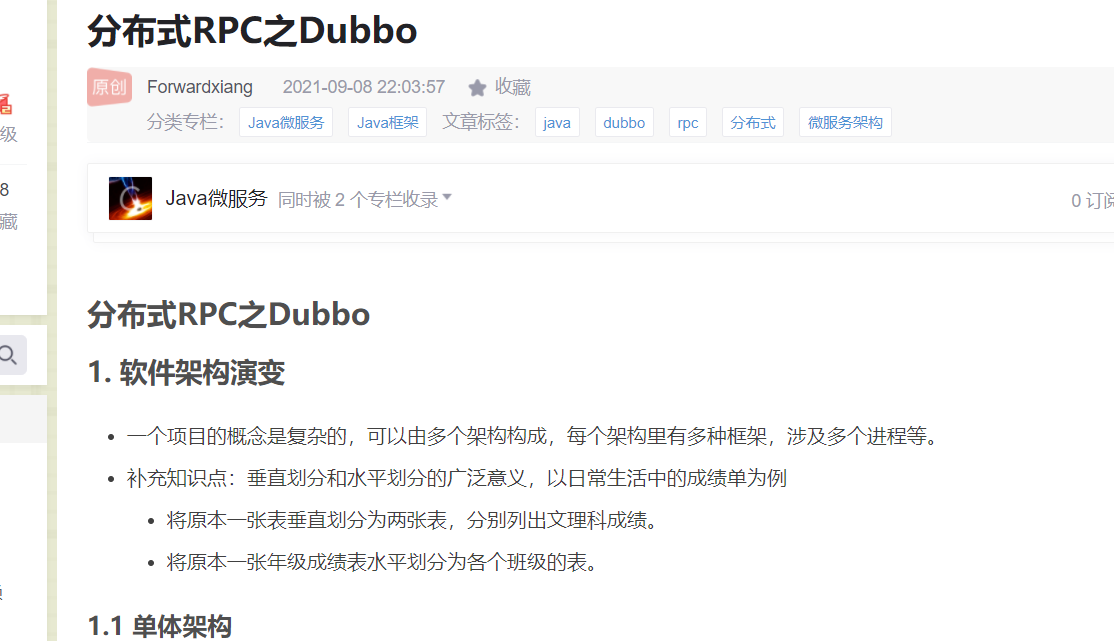 分布式RPC之Dubbo
原创 Forwardxiang 2021-09-08 22:03:57 收藏
分类专栏： Java微服务 Java框架 文章标签： java dubbo rpc 分布式 微服务架构
级
Java微服务 同时被 2 个专栏收录 0 订阅
8
藏
分布式RPC之Dubbo
1. 软件架构演变
一个项目的概念是复杂的，可以由多个架构构成，每个架构里有多种框架，涉及多个进程等。
补充知识点：垂直划分和水平划分的广泛意义，以日常生活中的成绩单为例
将原本一张表垂直划分为两张表，分别列出文理科成绩。
将原本一张年级成绩表水平划分为各个班级的表。
1.1 单体架构